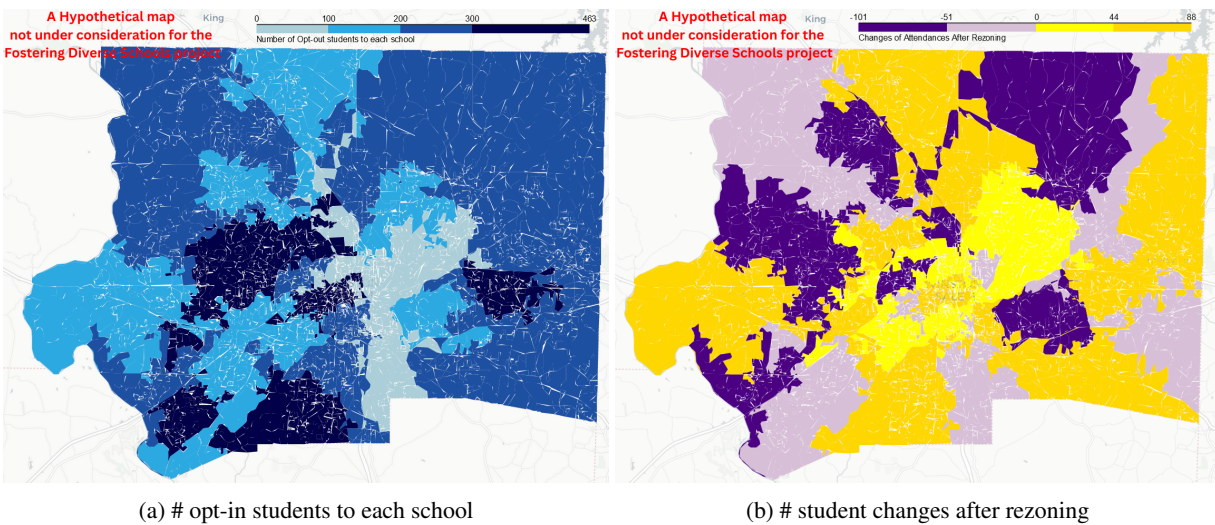 A Hypothetical map
not under consideration for the
Fostering Diverse Schools project
King
0 100 200 300 463
Number of Opt-out students to each school
A Hypothetical map
not under consideration for the
Fostering Diverse Schools project
King
-101 -51 0 44 88
Changes of Attendances After Rezoning
(a) # opt-in students to each school
(b) # student changes after rezoning